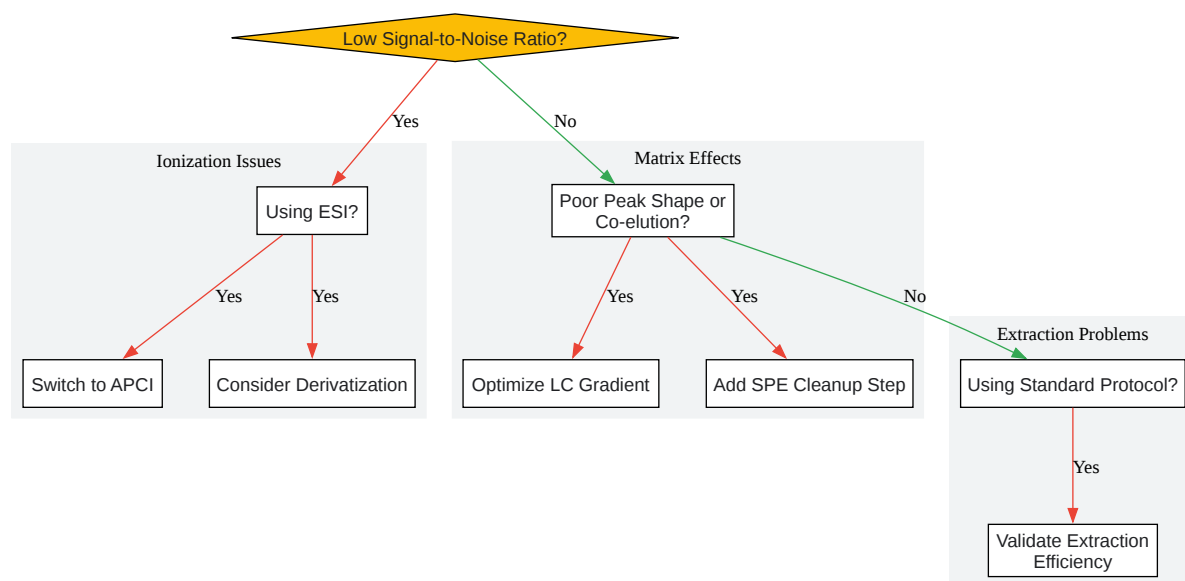 Low Signal-to-Noise Ratio?
Yes
No
Ionization Issues
Matrix Effects
Using ESI?
Poor Peak Shape or
Co-elution?
Yes
Yes
Yes
Yes
No
Extraction Problems
Switch to APCI
Consider Derivatization
Optimize LC Gradient
Add SPE Cleanup Step
Using Standard Protocol?
Yes
Validate Extraction
Efficiency